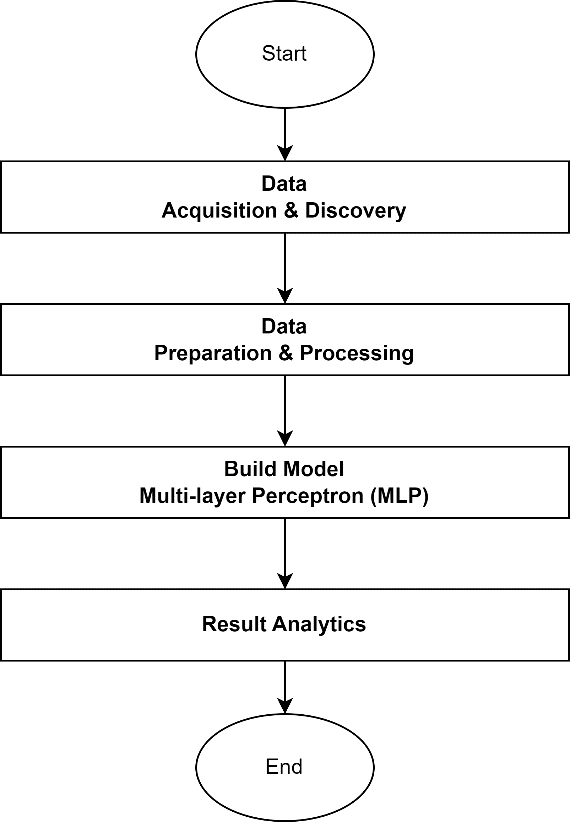 Start
Data
Acquisition & Discovery
Data
Preparation & Processing
Build Model
Multi-layer Perceptron (MLP)
Result Analytics
End